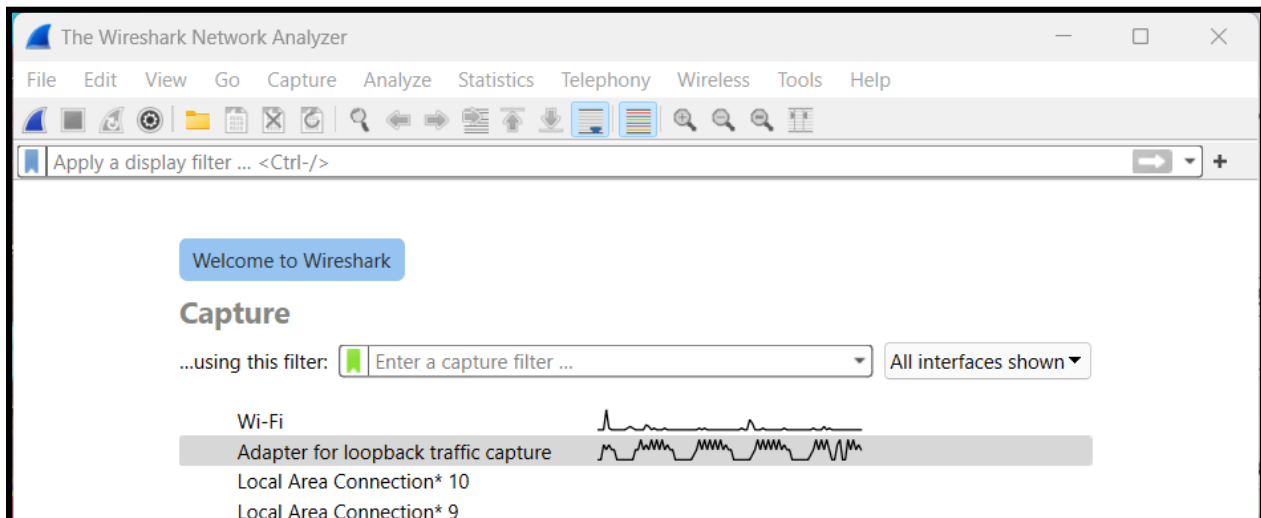 The Wireshark Network Analyzer
File Edit View Go Capture Analyze Statistics Telephony Wireless Tools Help
Apply a display filter ... <Ctrl-/>
Welcome to Wireshark
Capture
...using this filter: Enter a capture filter ... All interfaces shown
Wi-Fi
Adapter for loopback traffic capture
Local Area Connection* 10
Local Area Connection* 9